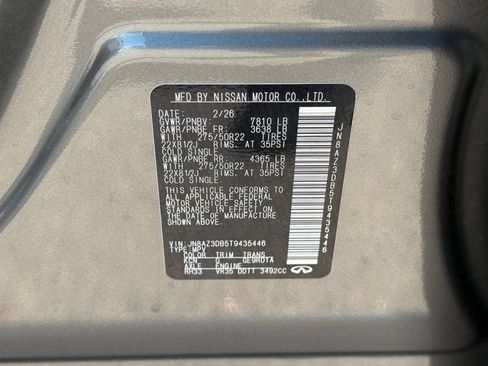 MFD BY NISSAN MOTOR CO.,LTD.
DATE: 2/26
GVWR/PNBV 7810 LB
GAWR/PNBE FR: 3638 LB
275/50R22 TIRES
22X81/2J RIMS. AT 35PSI
COLD SINGLE.
GAWR/PNBE RR: 4365 LB
275/50R22 TIRES
22X81/2J RIMS. AT 35PSI
COLD SINGLE.
THIS VEHICLE CONFORMS TO
ALL APPLICABLE FEDERAL
MOTOR VEHICLE SAFETY
STANDARDS IN EFFECT
ON THE DATE OF MANUFACTURE
SHOWN ABOVE.
VIN: JN8AZ3DB5T9435446
TYPE: MPV
COLOR TRIM TRANS
KCN G GE9RDTA
AXLE ENGINE
RH33 VR35 DDTT 3492CC
INFINITI
JN8AZ3DB5T9435446